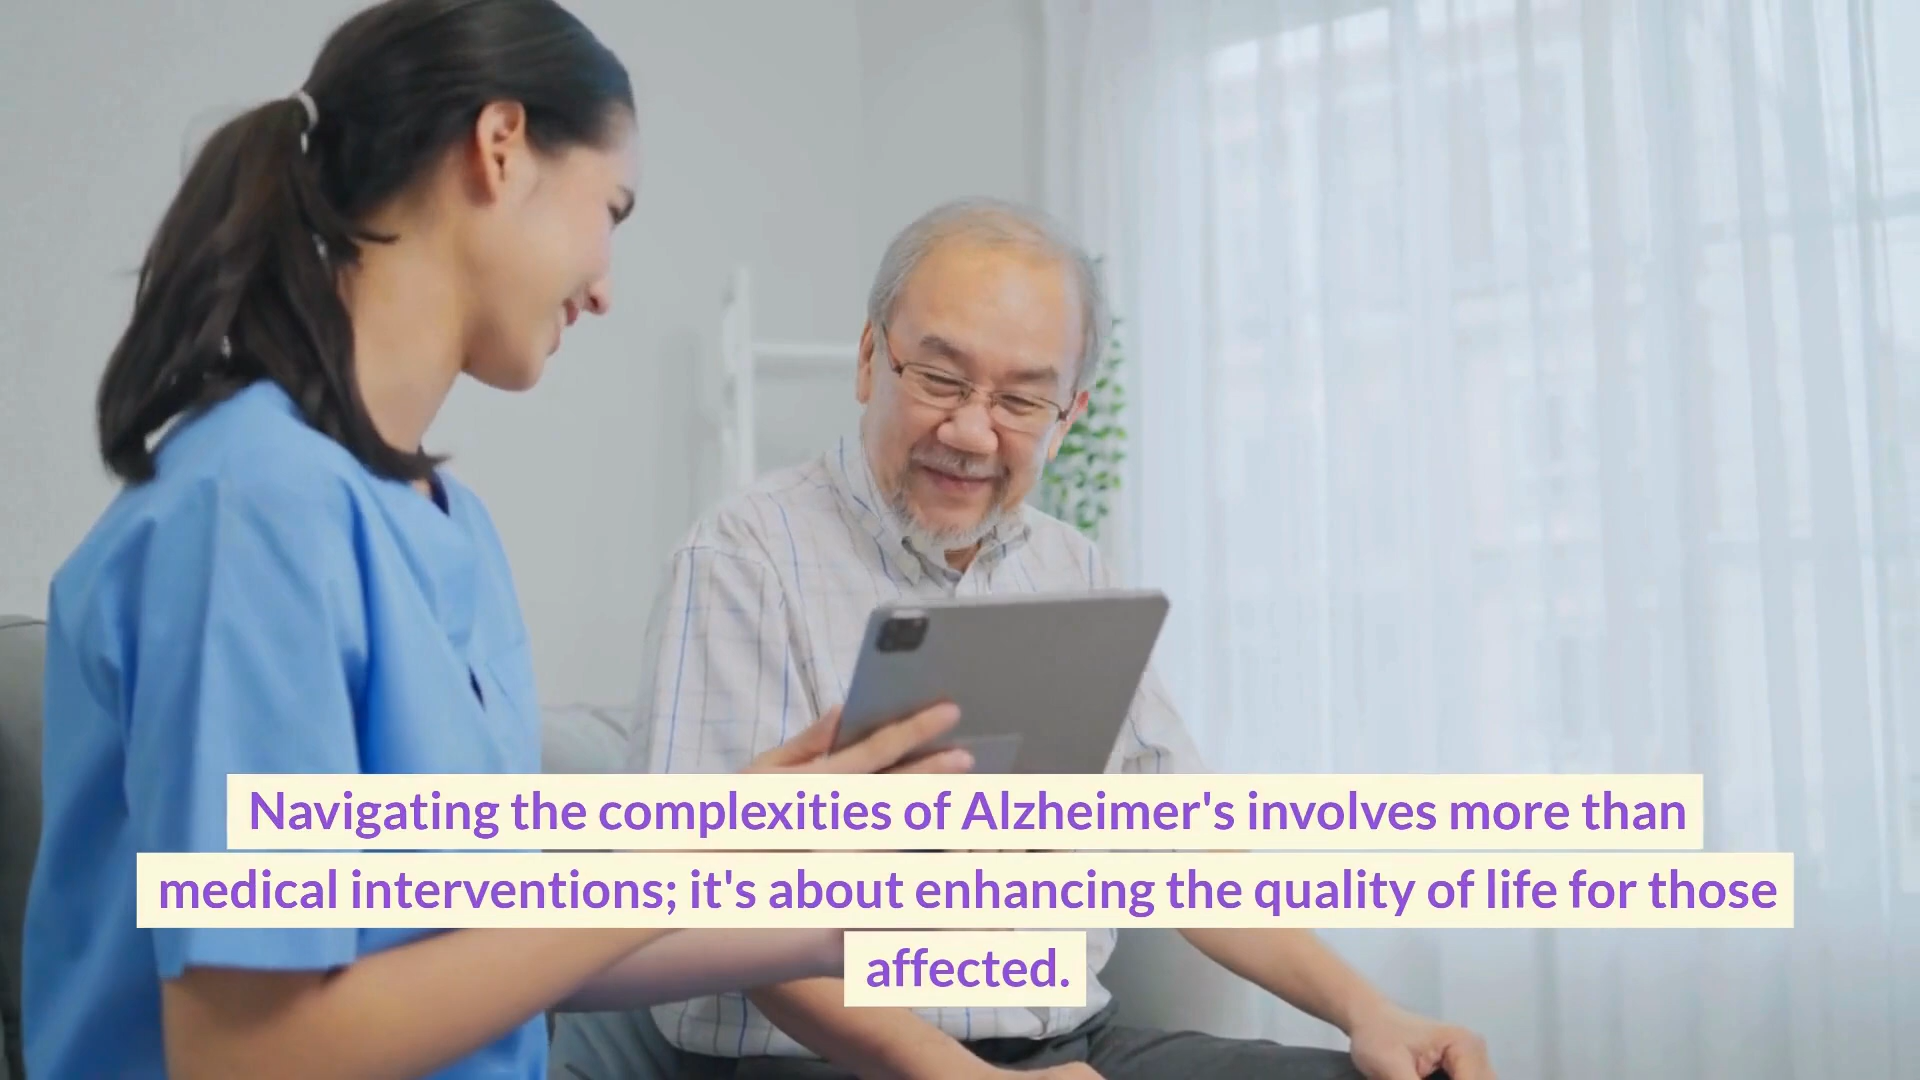 Navigating the complexities of Alzheimer's involves more than
medical interventions; it's about enhancing the quality of life for those
affected.